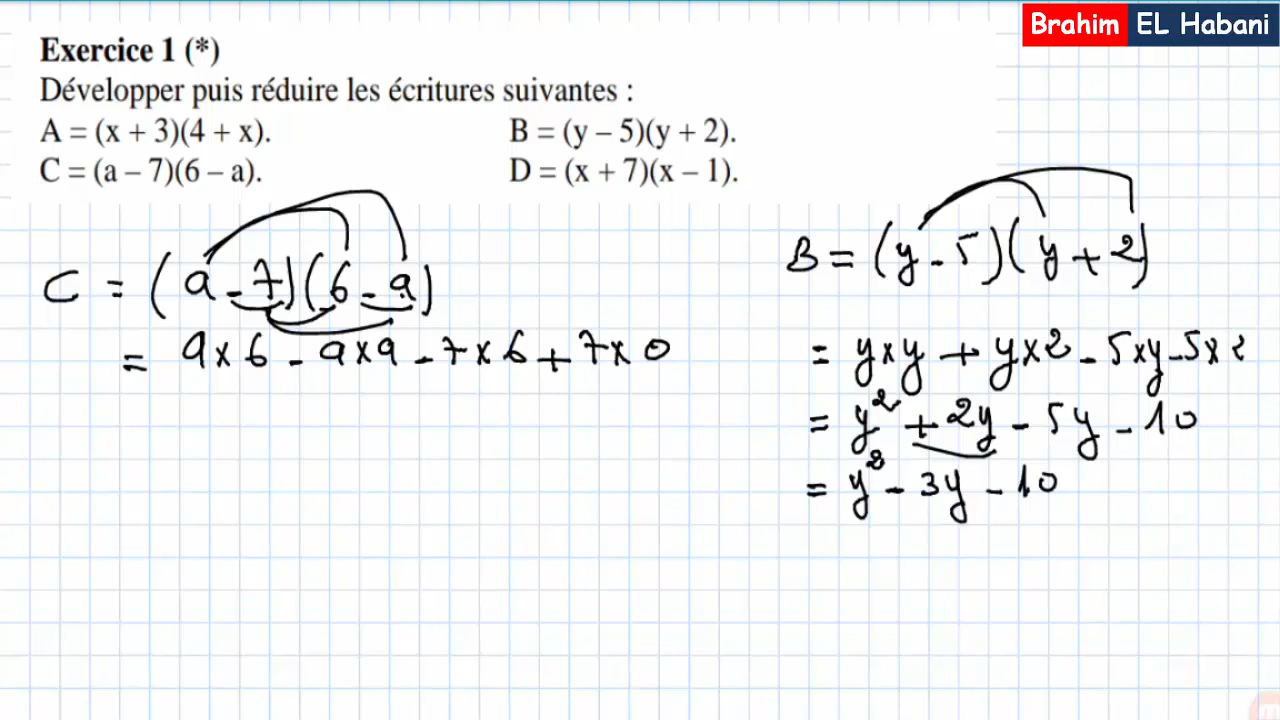 Brahim EL Habani
Exercice 1 (*)
Développer puis réduire les écritures suivantes :
A = (x + 3)(4 + x).
B = (y – 5)(y + 2).
C = (a – 7)(6 – a).
D = (x + 7)(x – 1).
C = (a - 7)(6 - a)
= a x 6 - a x a - 7 x 6 + 7 x 0
B = (y - 5)(y + 2)
= y x y + y x 2 - 5 x y - 5 x 2
= y² + 2y - 5y - 10
= y² - 3y - 10